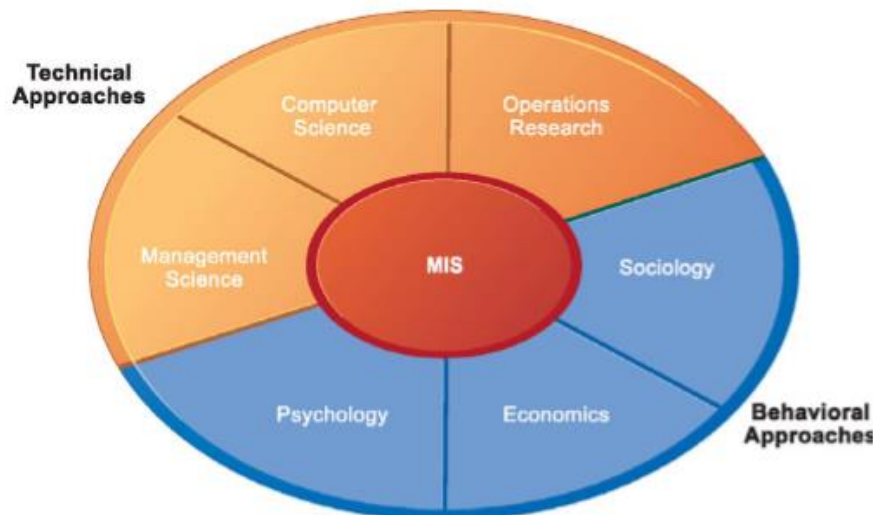 Technical
Approaches
Computer
Science
Operations
Research
Management
Science
MIS
Sociology
Psychology
Economics
Behavioral
Approaches